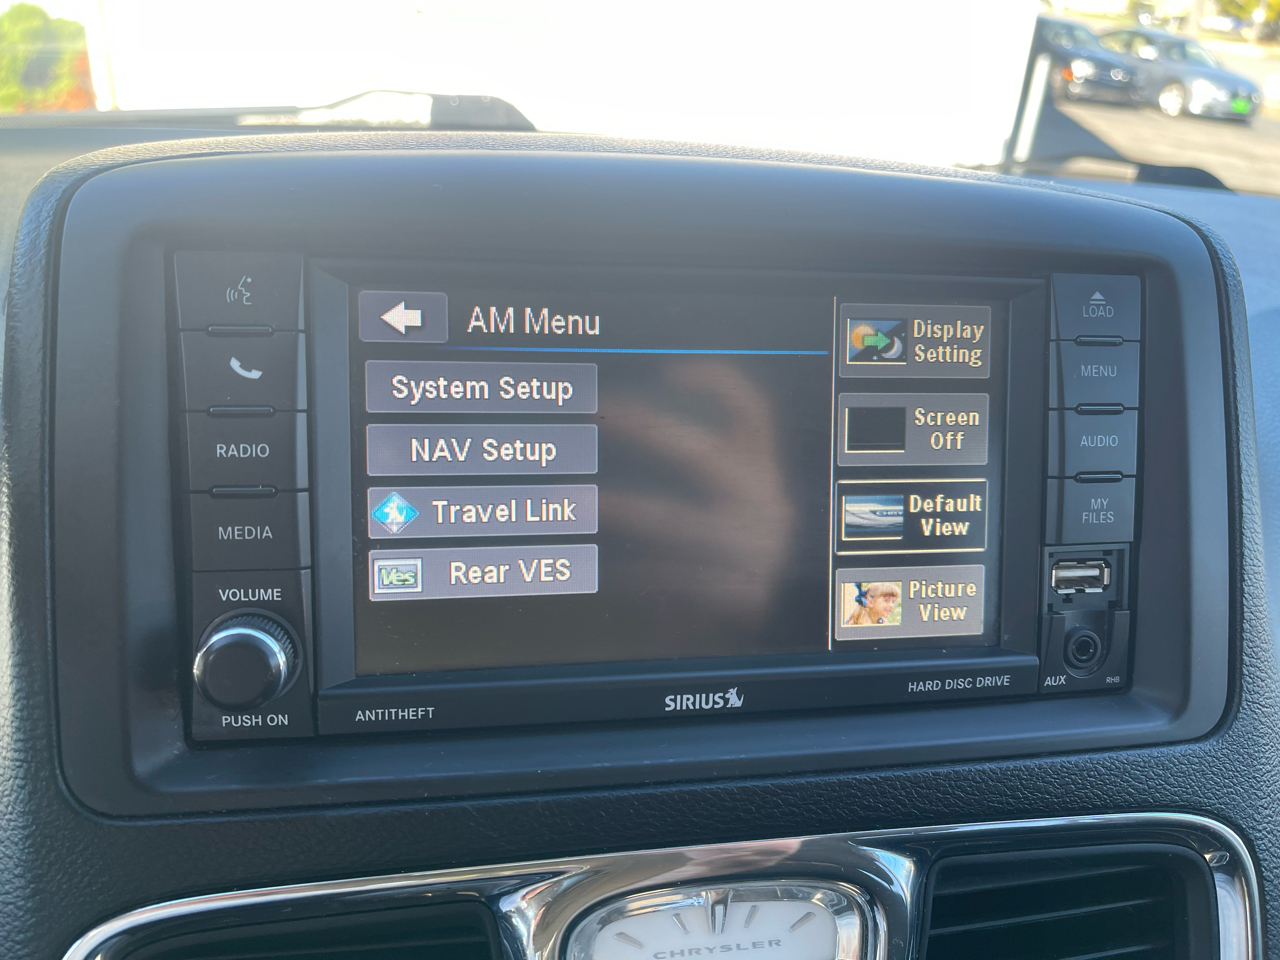 AM Menu
System Setup
NAV Setup
Travel Link
Ves Rear VES
Display
Setting
Screen
Off
Default
View
Picture
View
RADIO
MEDIA
VOLUME
PUSH ON
LOAD
MENU
AUDIO
MY
FILES
AUX
RHB
ANTITHEFT
SIRIUS
HARD DISC DRIVE
CHRYSLER